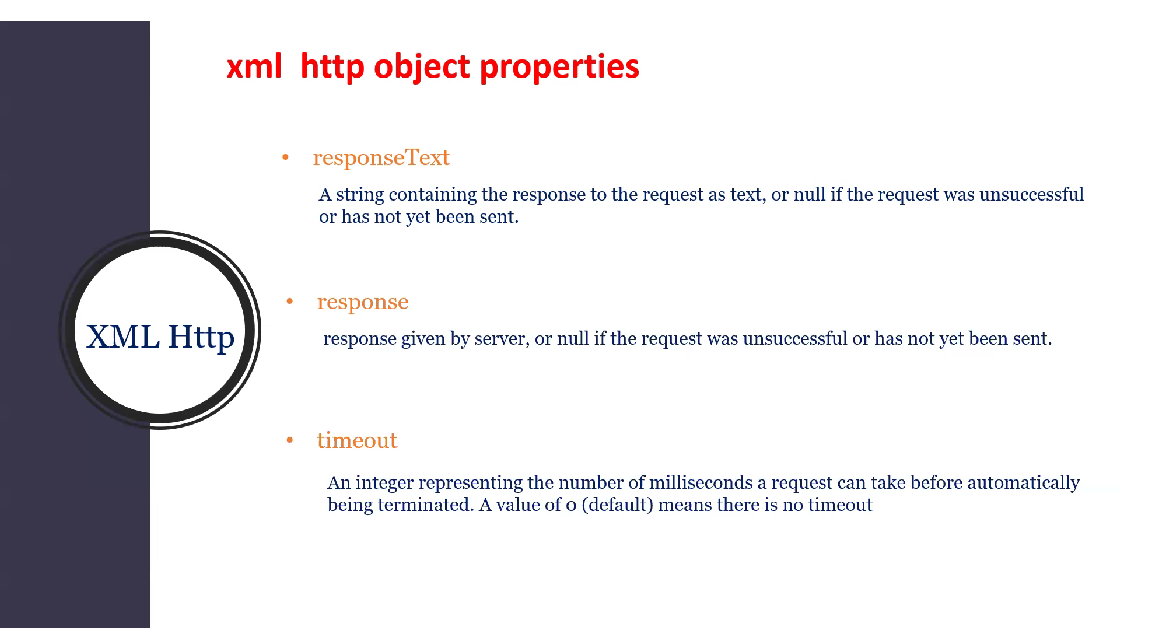 xml http object properties
• responseText
A string containing the response to the request as text, or null if the request was unsuccessful
or has not yet been sent.
• response
response given by server, or null if the request was unsuccessful or has not yet been sent.
XML Http
• timeout
An integer representing the number of milliseconds a request can take before automatically
being terminated. A value of 0 (default) means there is no timeout